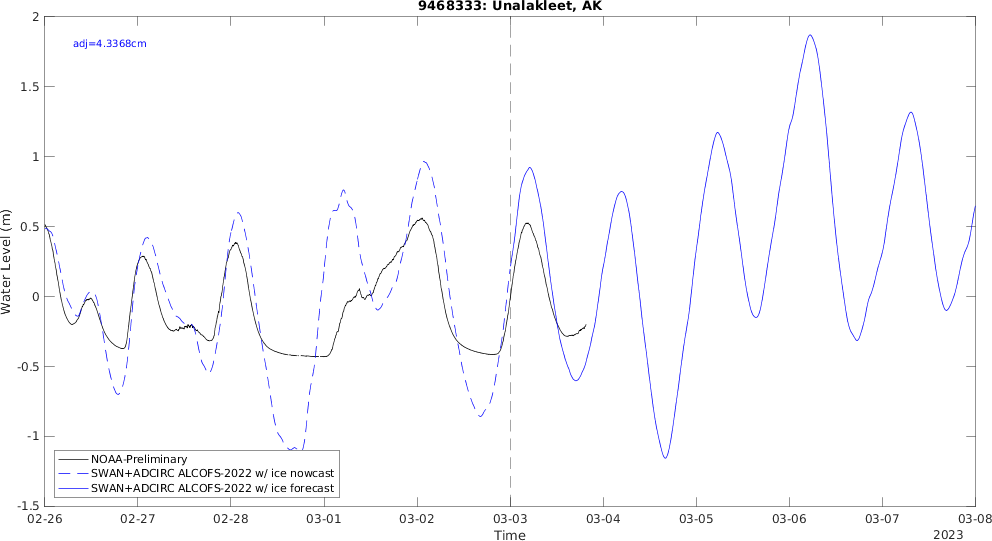 9468333: Unalakleet, AK
adj=4.3368cm
Water Level (m)
2
1.5
1
0.5
0
-0.5
-1
-1.5
NOAA-Preliminary
SWAN+ADCIRC ALCOFS-2022 w/ ice nowcast
SWAN+ADCIRC ALCOFS-2022 w/ ice forecast
02-26 02-27 02-28 03-01 03-02 03-03 03-04 03-05 03-06 03-07 03-08
Time
2023